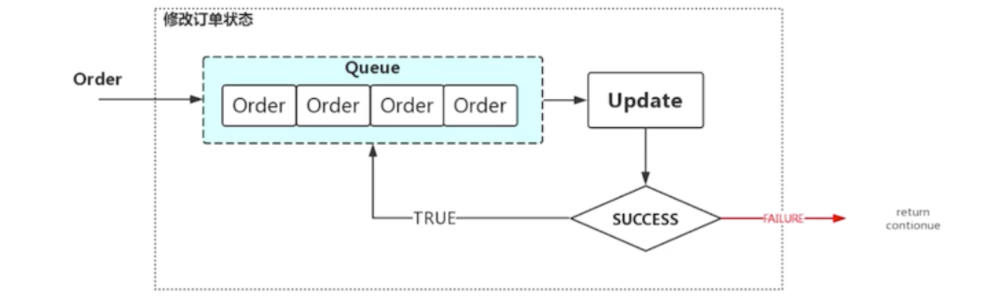 修改订单状态
Queue
Order
Order Order Order Order
Update
TRUE
SUCCESS
FAILURE
return
contionue